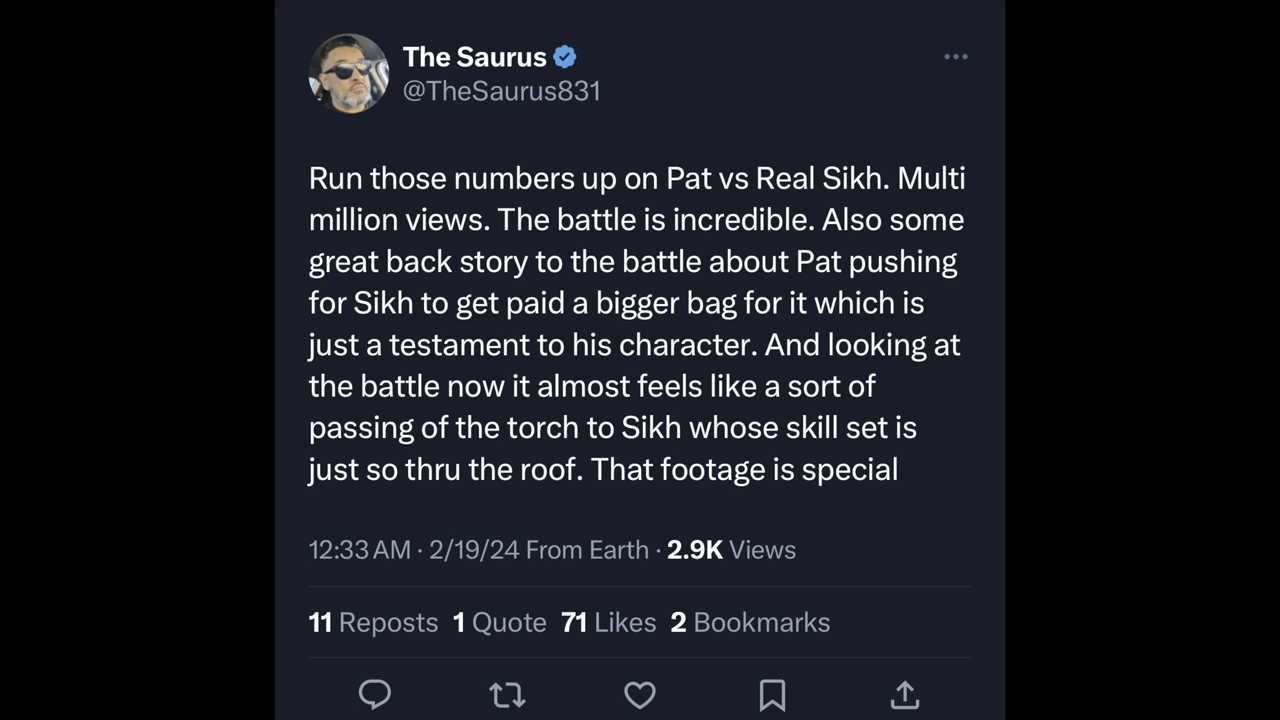 The Saurus
@TheSaurus831
Run those numbers up on Pat vs Real Sikh. Multi
million views. The battle is incredible. Also some
great back story to the battle about Pat pushing
for Sikh to get paid a bigger bag for it which is
just a testament to his character. And looking at
the battle now it almost feels like a sort of
passing of the torch to Sikh whose skill set is
just so thru the roof. That footage is special
12:33 AM · 2/19/24 From Earth · 2.9K Views
11 Reposts 1 Quote 71 Likes 2 Bookmarks